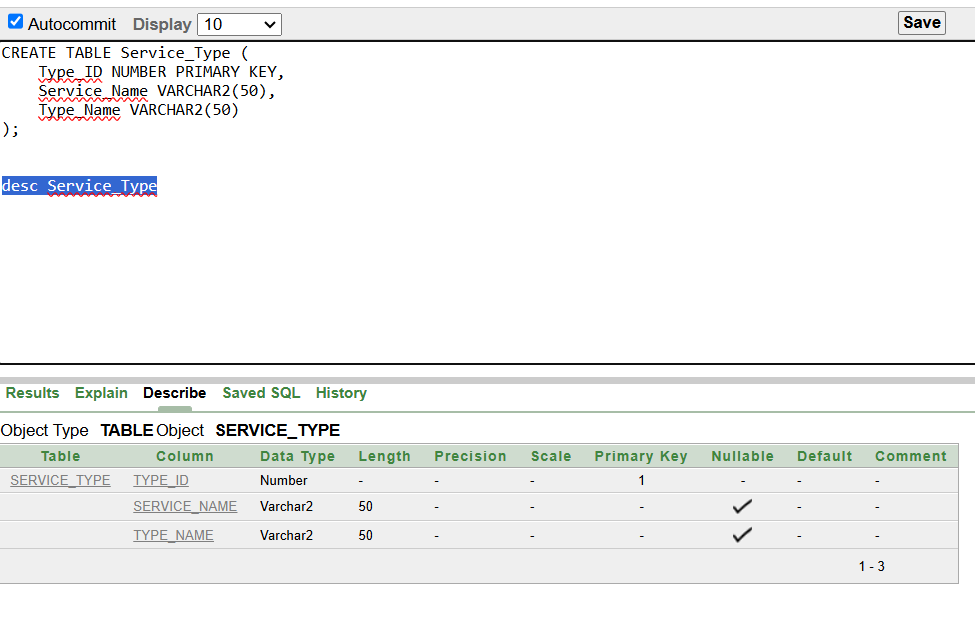 Autocommit Display 10 Save
CREATE TABLE Service_Type (
    Type_ID NUMBER PRIMARY KEY,
    Service_Name VARCHAR2(50),
    Type_Name VARCHAR2(50)
);
desc Service_Type
Results Explain Describe Saved SQL History
Object Type TABLE Object SERVICE_TYPE
Table Column Data Type Length Precision Scale Primary Key Nullable Default Comment
SERVICE_TYPE TYPE_ID Number - - - 1 - - -
SERVICE_NAME Varchar2 50 - - - - -
TYPE_NAME Varchar2 50 - - - - -
1 - 3